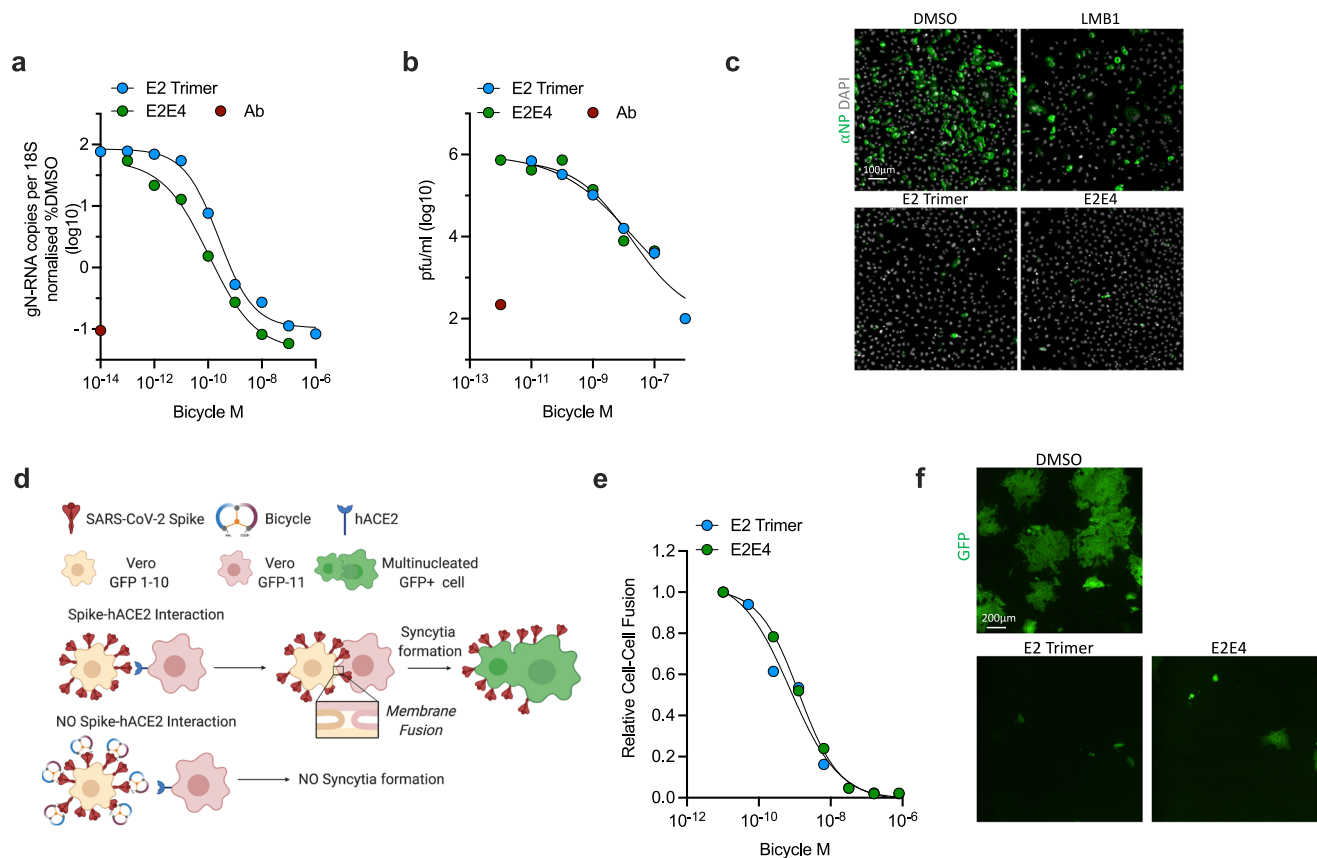 a
E2 Trimer
E2E4
Ab
gN-RNA copies per 18S
normalised %DMSO
(log10)
2
1
0
-1
10-14
10-12
10-10
10-8
10-6
Bicycle M
b
E2 Trimer
E2E4
Ab
pfu/ml (log10)
6
4
2
10-13
10-11
10-9
10-7
Bicycle M
c
DMSO
LMB1
αNP DAPI
100µm
E2 Trimer
E2E4
d
SARS-CoV-2 Spike
Bicycle
hACE2
Vero
GFP 1-10
Vero
GFP-11
Multinucleated
GFP+ cell
Spike-hACE2 Interaction
Syncytia
formation
Membrane
Fusion
NO Spike-hACE2 Interaction
NO Syncytia formation
e
E2 Trimer
E2E4
Relative Cell-Cell Fusion
1.2
1.0
0.8
0.6
0.4
0.2
0.0
10-12
10-10
10-8
10-6
Bicycle M
f
DMSO
GFP
200µm
E2 Trimer
E2E4